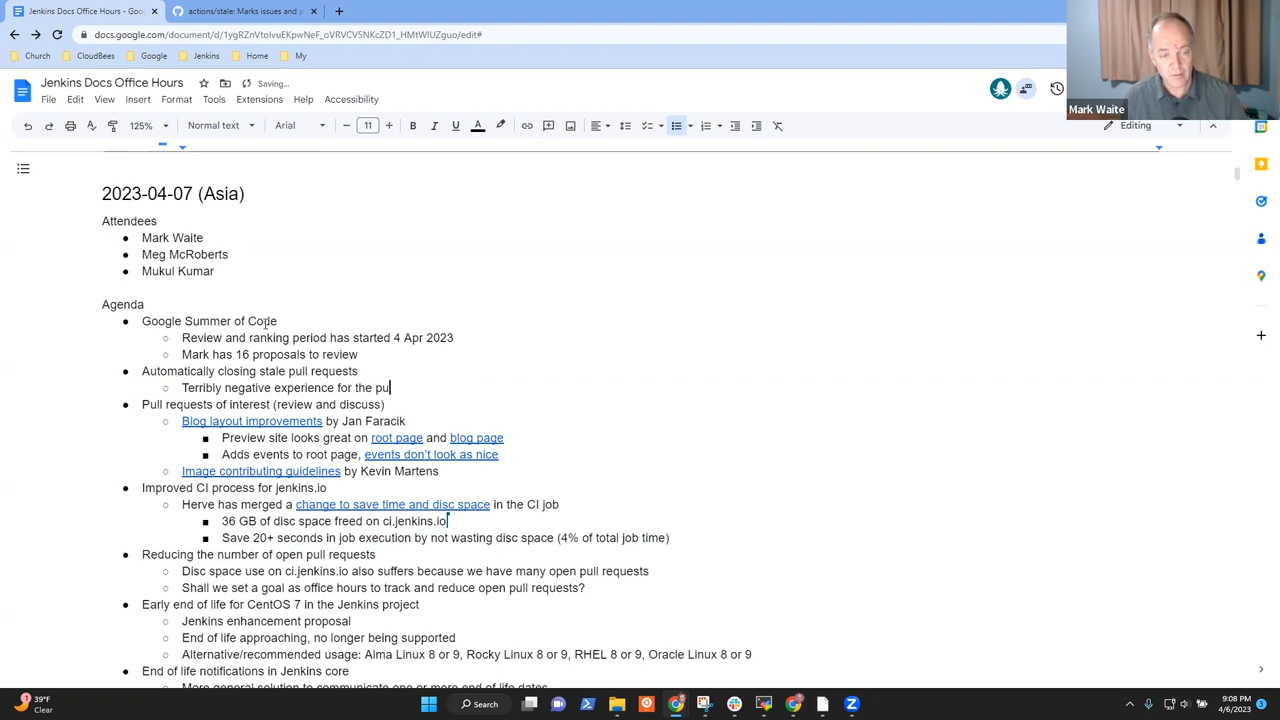 Jenkins Docs Office Hours - Goo
actions/stale: Marks issues and p
docs.google.com/document/d/1ygRZnVtoIvuEKpwNeF_oVRVCV5NKcZD1_HMtWIUZguo/edit#
Church
CloudBees
Google
Jenkins
Home
My
Jenkins Docs Office Hours
Saving...
File Edit View Insert Format Tools Extensions Help Accessibility
125% Normal text Arial 11 Editing
Mark Waite
2023-04-07 (Asia)
Attendees
Mark Waite
Meg McRoberts
Mukul Kumar
Agenda
Google Summer of Code
Review and ranking period has started 4 Apr 2023
Mark has 16 proposals to review
Automatically closing stale pull requests
Terribly negative experience for the pu
Pull requests of interest (review and discuss)
Blog layout improvements by Jan Faracik
Preview site looks great on root page and blog page
Adds events to root page, events don't look as nice
Image contributing guidelines by Kevin Martens
Improved CI process for jenkins.io
Herve has merged a change to save time and disc space in the CI job
36 GB of disc space freed on ci.jenkins.io
Save 20+ seconds in job execution by not wasting disc space (4% of total job time)
Reducing the number of open pull requests
Disc space use on ci.jenkins.io also suffers because we have many open pull requests
Shall we set a goal as office hours to track and reduce open pull requests?
Early end of life for CentOS 7 in the Jenkins project
Jenkins enhancement proposal
End of life approaching, no longer being supported
Alternative/recommended usage: Alma Linux 8 or 9, Rocky Linux 8 or 9, RHEL 8 or 9, Oracle Linux 8 or 9
End of life notifications in Jenkins core
More general solution to communicate one or more end of life dates
39°F
Clear
Search
9:08 PM
4/6/2023